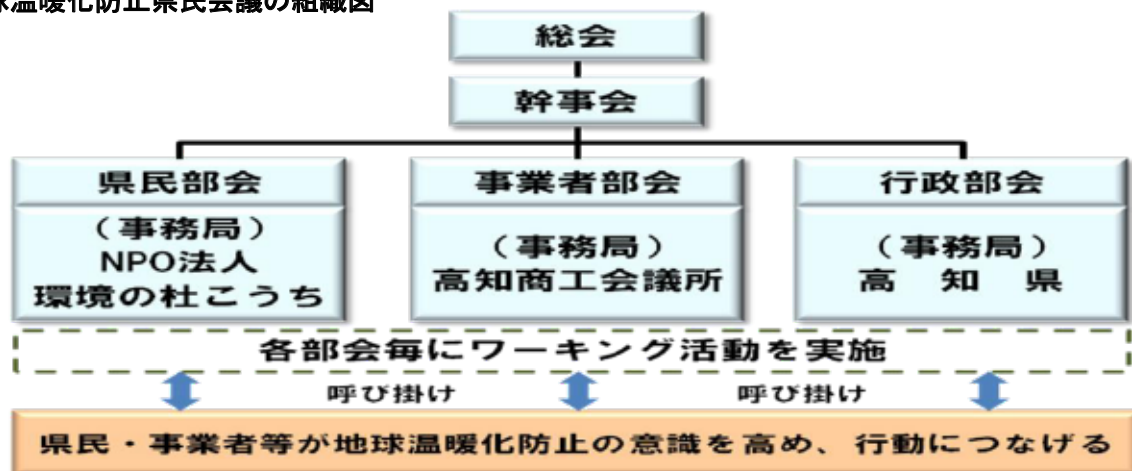 球温暖化防止県民会議の組織図
総会
幹事会
県民部会
（事務局）
NPO法人
環境の杜こうち
事業者部会
（事務局）
高知商工会議所
行政部会
（事務局）
高　知　県
各部会毎にワーキング活動を実施
呼び掛け
呼び掛け
県民・事業者等が地球温暖化防止の意識を高め、行動につなげる